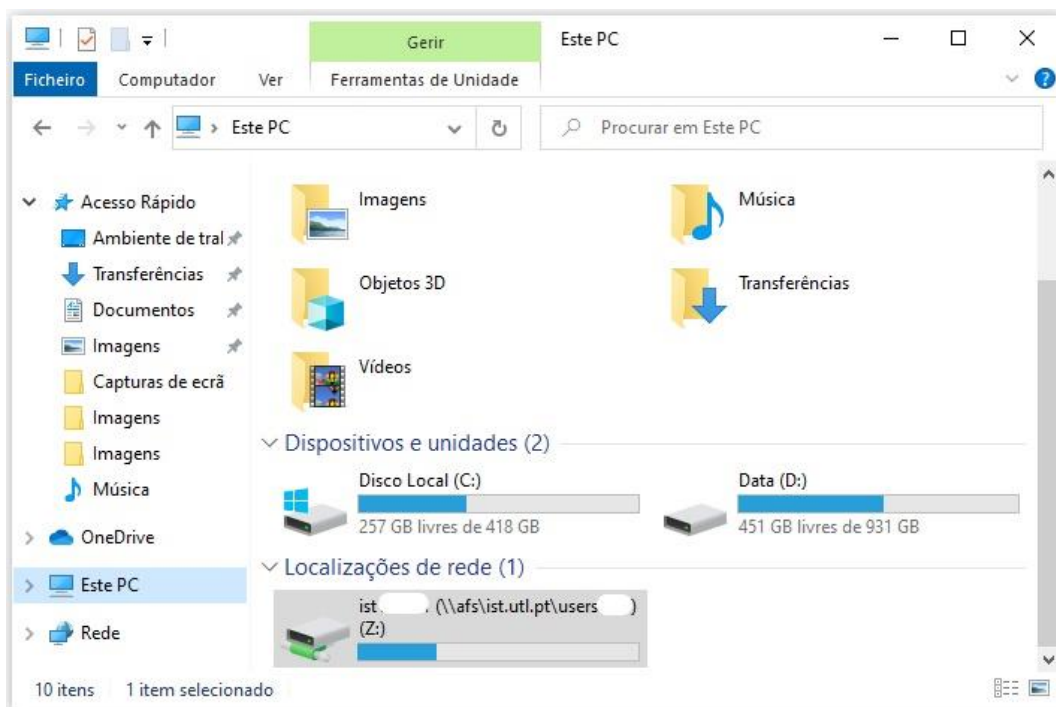 Gerir
Este PC
Ficheiro Computador Ver Ferramentas de Unidade
Este PC
Procurar em Este PC
Acesso Rápido
Ambiente de tral
Transferências
Documentos
Imagens
Capturas de ecrã
Imagens
Imagens
Música
OneDrive
Este PC
Rede
Imagens
Música
Objetos 3D
Transferências
Vídeos
Dispositivos e unidades (2)
Disco Local (C:)
257 GB livres de 418 GB
Data (D:)
451 GB livres de 931 GB
Localizações de rede (1)
ist (\\afs\ist.utl.pt\users )
(Z:)
10 itens 1 item selecionado